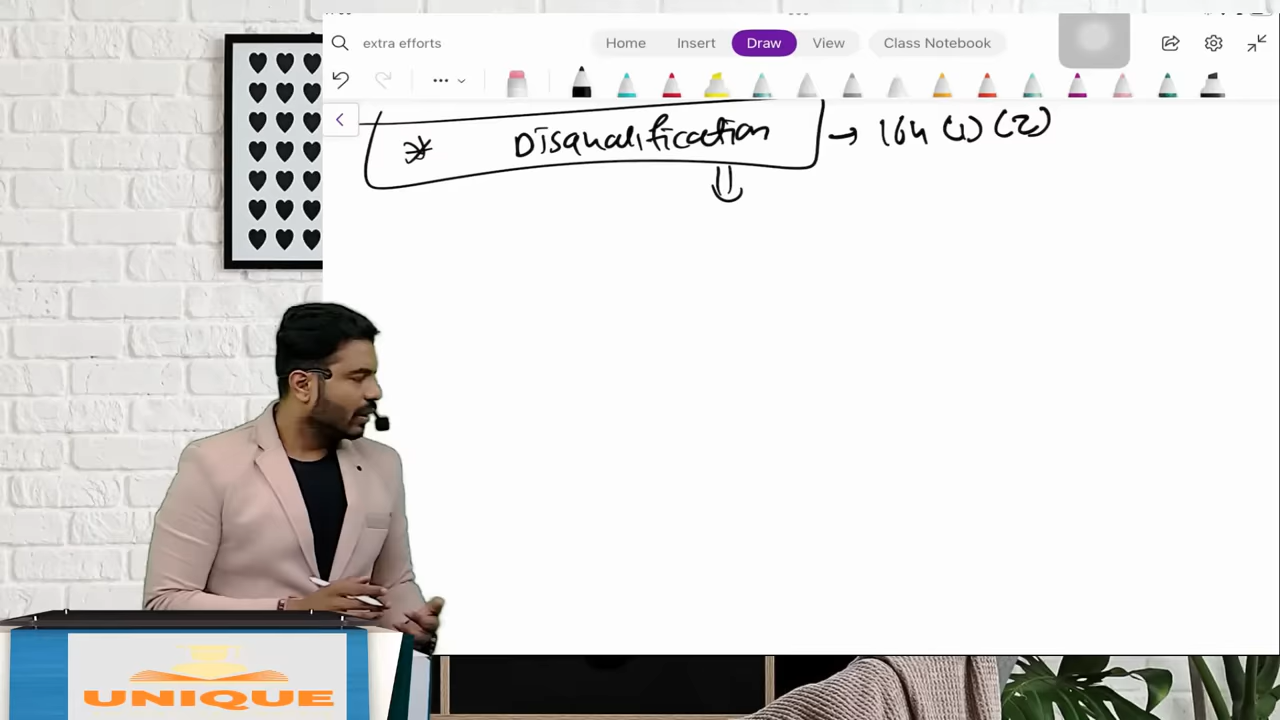 extra efforts
Home Insert Draw View Class Notebook
* Disqualification → 164 (1) (2)
UNIQUE